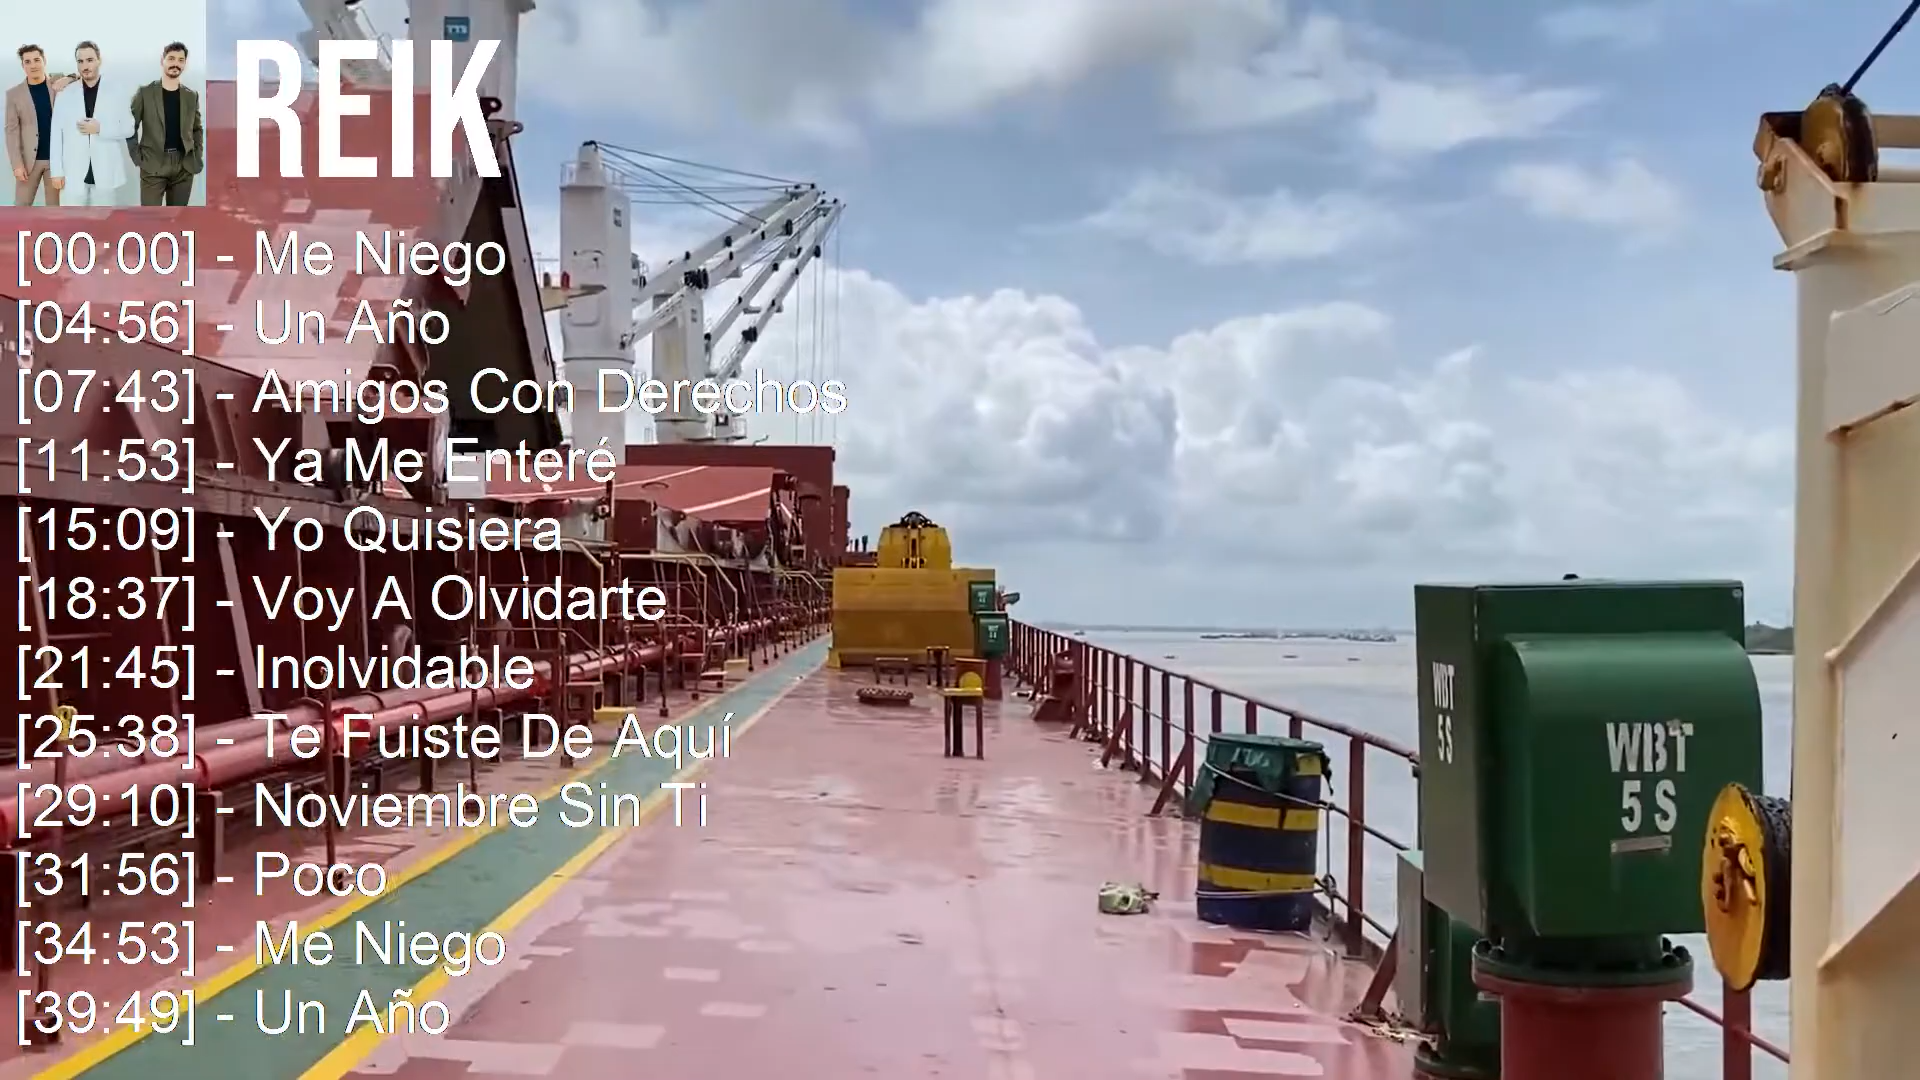 REIK
[00:00] - Me Niego
[04:56] - Un Año
[07:43] - Amigos Con Derechos
[11:53] - Ya Me Enteré
[15:09] - Yo Quisiera
[18:37] - Voy A Olvidarte
[21:45] - Inolvidable
[25:38] - Te Fuiste De Aquí
[29:10] - Noviembre Sin Ti
[31:56] - Poco
[34:53] - Me Niego
[39:49] - Un Año
WBT
5S
WBT
5 S